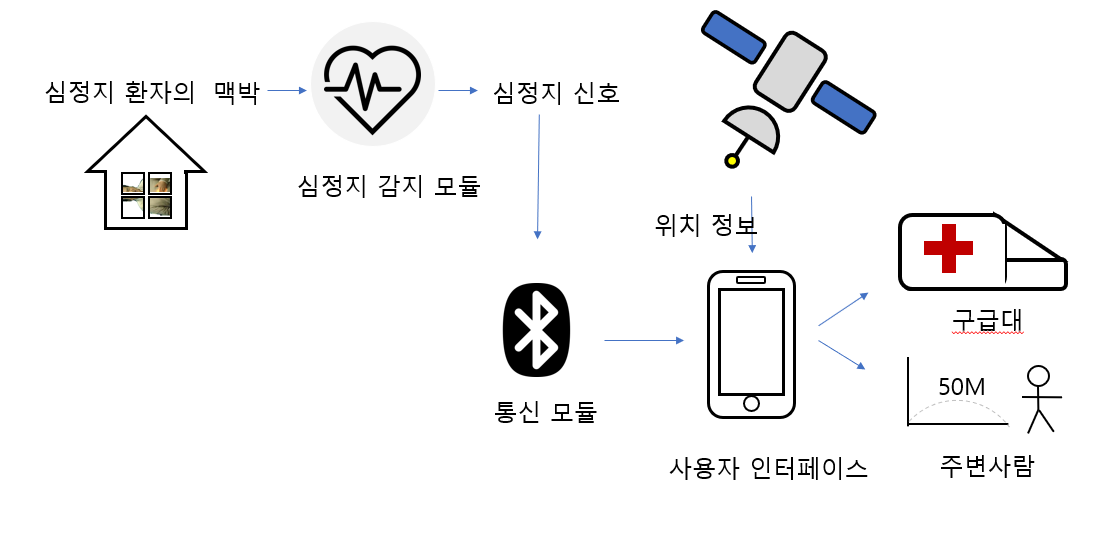 심정지 환자의 맥박
심정지 신호
심정지 감지 모듈
위치 정보
구급대
50M
통신 모듈
사용자 인터페이스
주변사람